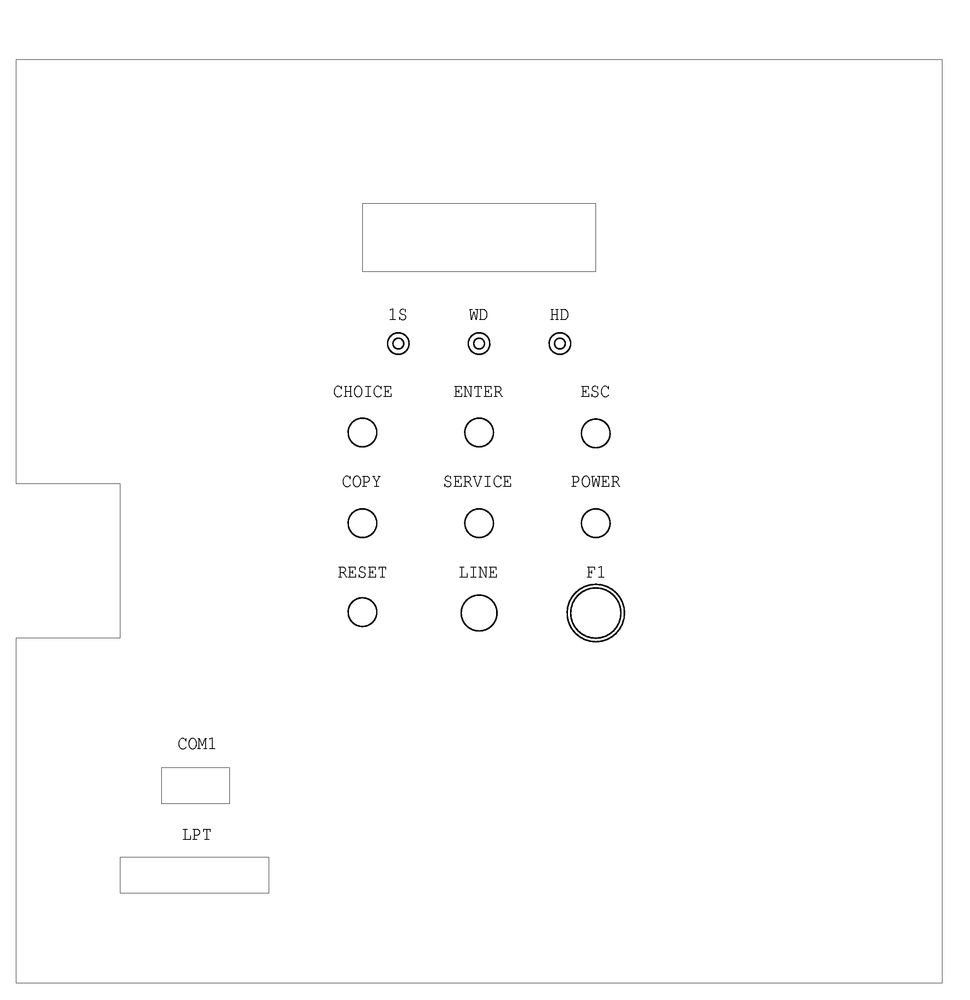 1S WD HD
CHOICE ENTER ESC
COPY SERVICE POWER
RESET LINE F1
COM1
LPT